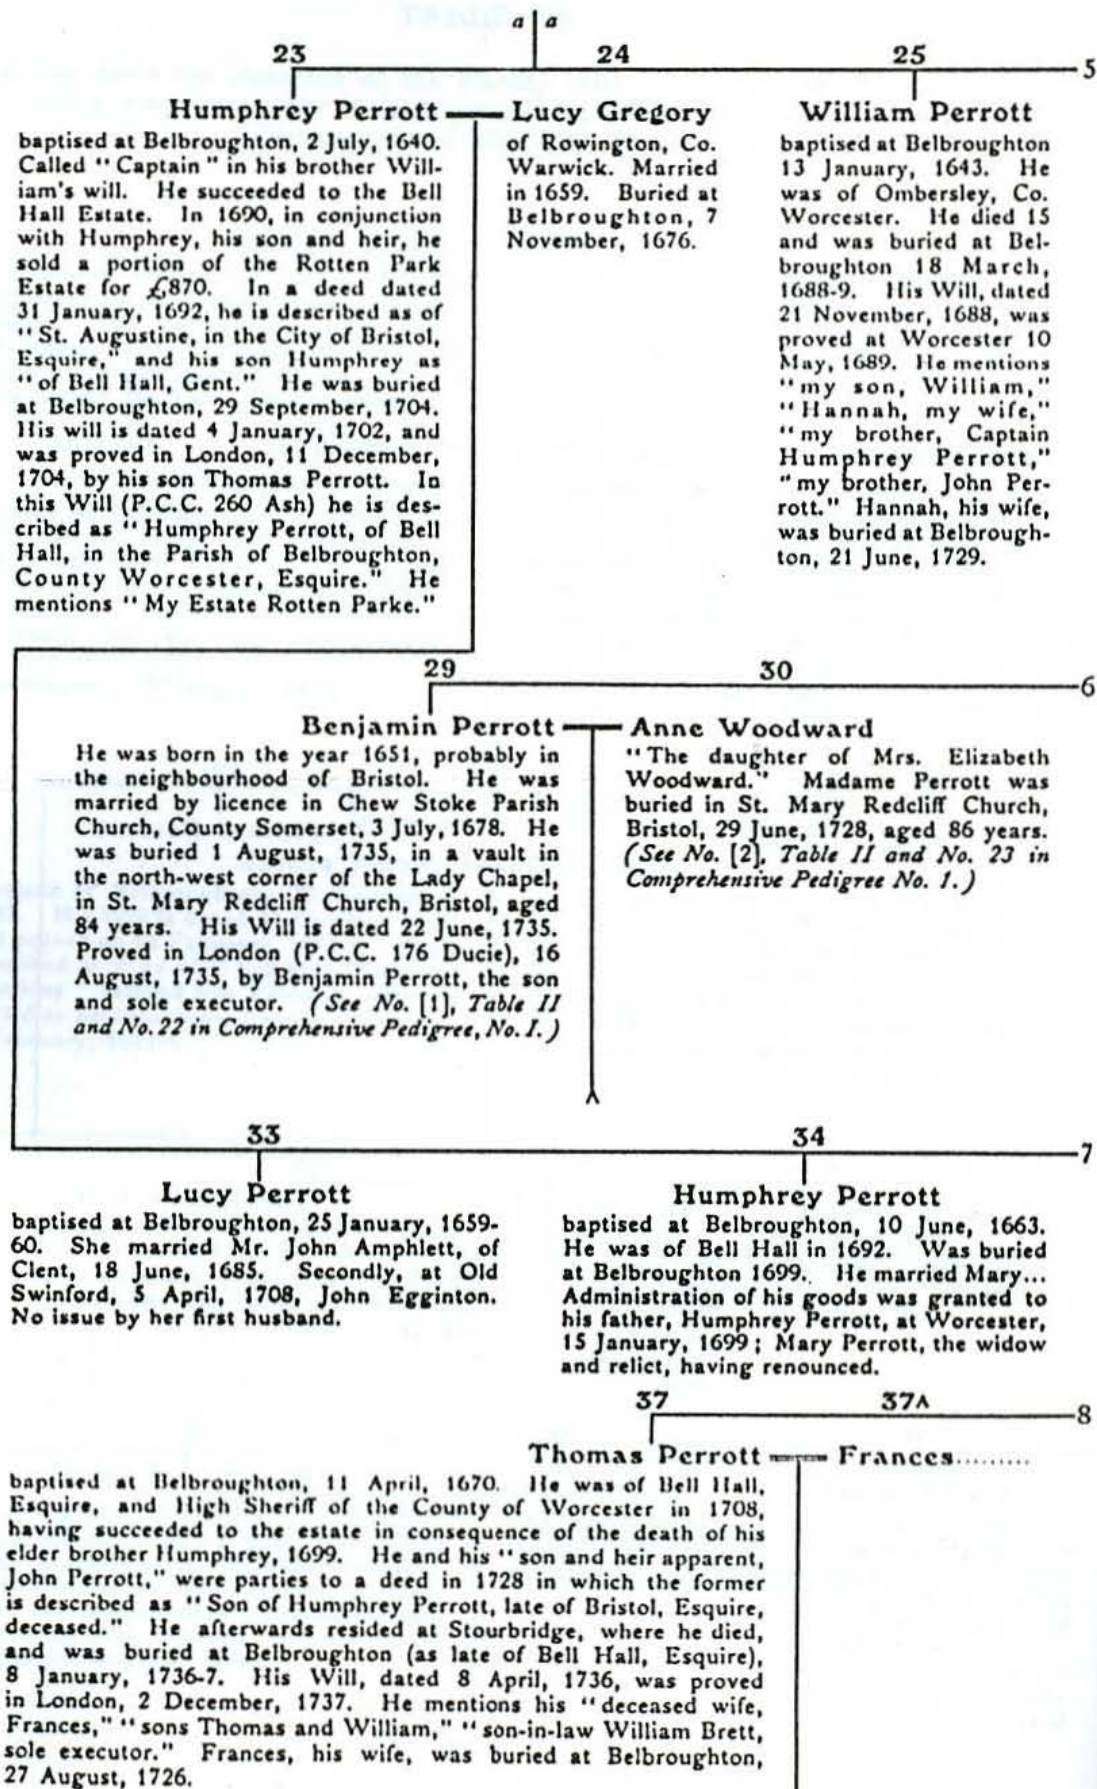 a a
23 24 25 5
Humphrey Perrott
baptised at Belbroughton, 2 July, 1640.
Called "Captain" in his brother Will-
iam's will. He succeeded to the Bell
Hall Estate. In 1690, in conjunction
with Humphrey, his son and heir, he
sold a portion of the Rotten Park
Estate for £870. In a deed dated
31 January, 1692, he is described as of
"St. Augustine, in the City of Bristol,
Esquire," and his son Humphrey as
"of Bell Hall, Gent." He was buried
at Belbroughton, 29 September, 1704.
His will is dated 4 January, 1702, and
was proved in London, 11 December,
1704, by his son Thomas Perrott. In
this Will (P.C.C. 260 Ash) he is des-
cribed as "Humphrey Perrott, of Bell
Hall, in the Parish of Belbroughton,
County Worcester, Esquire." He
mentions "My Estate Rotten Parke."
Lucy Gregory
of Rowington, Co.
Warwick. Married
in 1659. Buried at
Belbroughton, 7
November, 1676.
William Perrott
baptised at Belbroughton
13 January, 1643. He
was of Ombersley, Co.
Worcester. He died 15
and was buried at Bel-
broughton 18 March,
1688-9. His Will, dated
21 November, 1688, was
proved at Worcester 10
May, 1689. He mentions
"my son, William,"
"Hannah, my wife,"
"my brother, Captain
Humphrey Perrott,"
"my brother, John Per-
rott." Hannah, his wife,
was buried at Belbrough-
ton, 21 June, 1729.
29 30 6
Benjamin Perrott
He was born in the year 1651, probably in
the neighbourhood of Bristol. He was
married by licence in Chew Stoke Parish
Church, County Somerset, 3 July, 1678. He
was buried 1 August, 1735, in a vault in
the north-west corner of the Lady Chapel,
in St. Mary Redcliff Church, Bristol, aged
84 years. His Will is dated 22 June, 1735.
Proved in London (P.C.C. 176 Ducie), 16
August, 1735, by Benjamin Perrott, the son
and sole executor. (See No. [1], Table II
and No. 22 in Comprehensive Pedigree, No. I.)
Anne Woodward
"The daughter of Mrs. Elizabeth
Woodward." Madame Perrott was
buried in St. Mary Redcliff Church,
Bristol, 29 June, 1728, aged 86 years.
(See No. [2], Table II and No. 23 in
Comprehensive Pedigree No. 1.)
33 34 7
Lucy Perrott
baptised at Belbroughton, 25 January, 1659-
60. She married Mr. John Amphlett, of
Clent, 18 June, 1685. Secondly, at Old
Swinford, 5 April, 1708, John Egginton.
No issue by her first husband.
Humphrey Perrott
baptised at Belbroughton, 10 June, 1663.
He was of Bell Hall in 1692. Was buried
at Belbroughton 1699. He married Mary...
Administration of his goods was granted to
his father, Humphrey Perrott, at Worcester,
15 January, 1699; Mary Perrott, the widow
and relict, having renounced.
37 37A 8
Thomas Perrott Frances.........
baptised at Belbroughton, 11 April, 1670. He was of Bell Hall,
Esquire, and High Sheriff of the County of Worcester in 1708,
having succeeded to the estate in consequence of the death of his
elder brother Humphrey, 1699. He and his "son and heir apparent,
John Perrott," were parties to a deed in 1728 in which the former
is described as "Son of Humphrey Perrott, late of Bristol, Esquire,
deceased." He afterwards resided at Stourbridge, where he died,
and was buried at Belbroughton (as late of Bell Hall, Esquire),
8 January, 1736-7. His Will, dated 8 April, 1736, was proved
in London, 2 December, 1737. He mentions his "deceased wife,
Frances," "sons Thomas and William," "son-in-law William Brett,
sole executor." Frances, his wife, was buried at Belbroughton,
27 August, 1726.